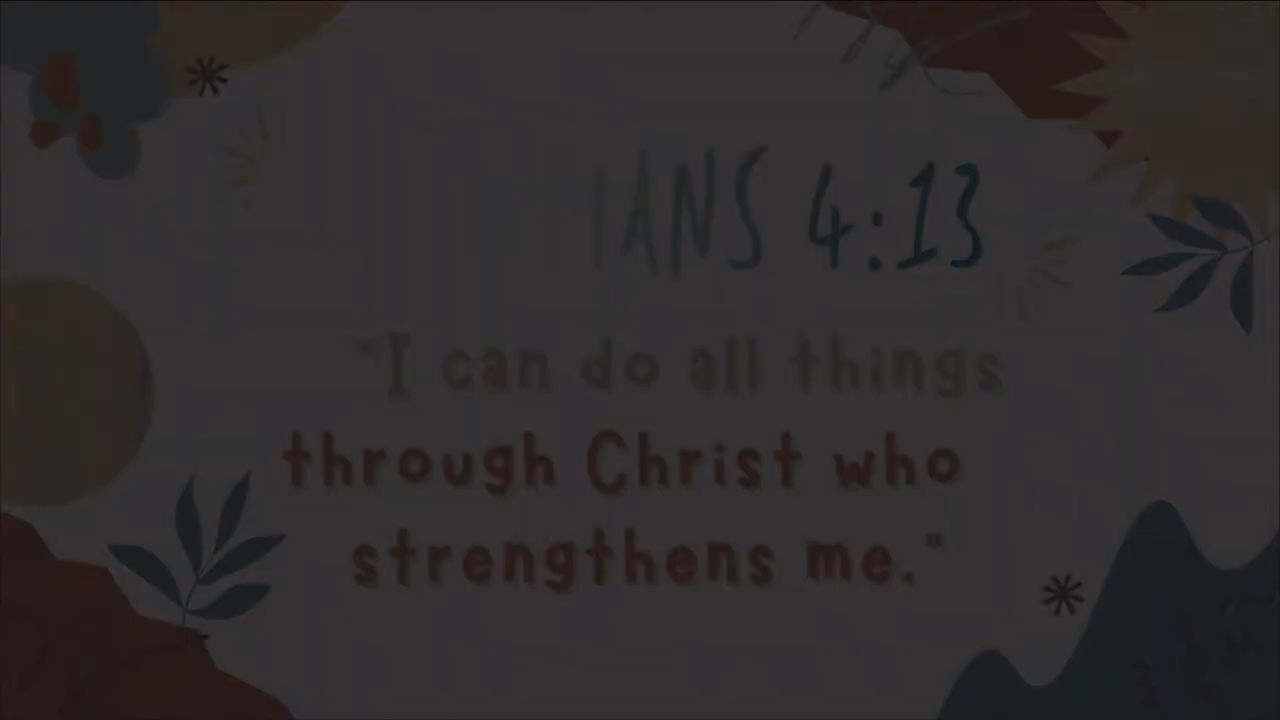 IANS 4:13
"I can do all things
through Christ who
strengthens me."